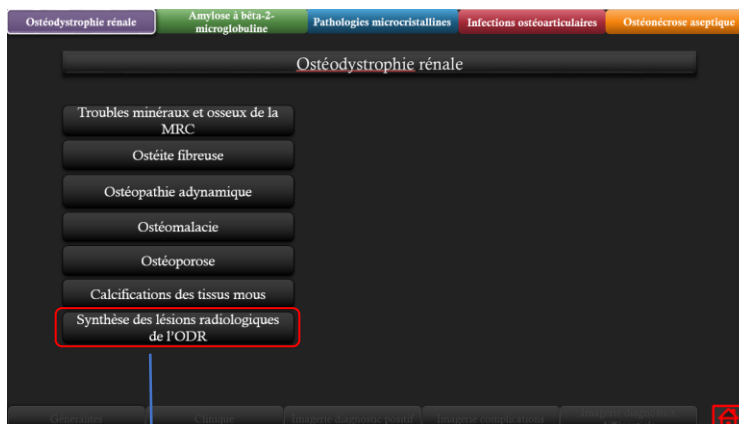 Ostéodystrophie rénale
Amylose à bêta-2-
microglobuline
Pathologies microcristallines
Infections ostéoarticulaires
Ostéonécrose aseptique
Ostéodystrophie rénale
Troubles minéraux et osseux de la
MRC
Ostéite fibreuse
Ostéopathie adynamique
Ostéomalacie
Ostéoporose
Calcifications des tissus mous
Synthèse des lésions radiologiques
de l'ODR
Généralités
Clinique
Imagerie diagnostic positif
Imagerie complications
Imagerie diagnostic